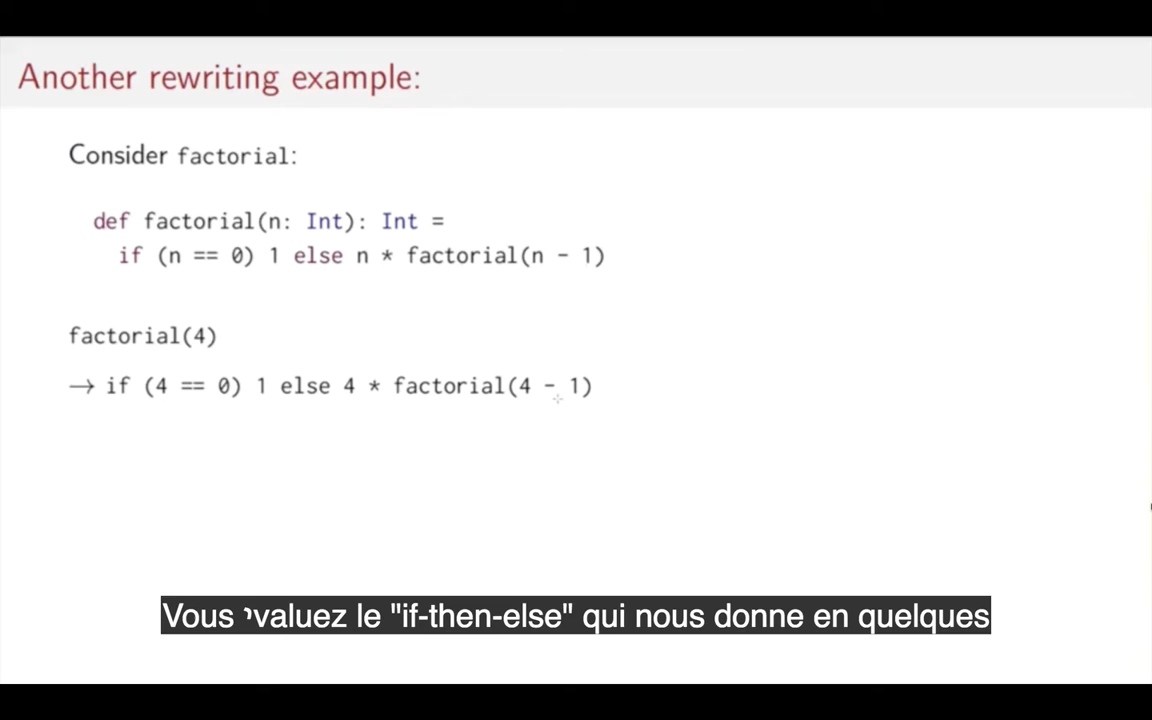 Another rewriting example:
Consider factorial:
def factorial(n: Int): Int =
if (n == 0) 1 else n * factorial(n - 1)
factorial(4)
→ if (4 == 0) 1 else 4 * factorial(4 - 1)
Vous יvaluez le "if-then-else" qui nous donne en quelques